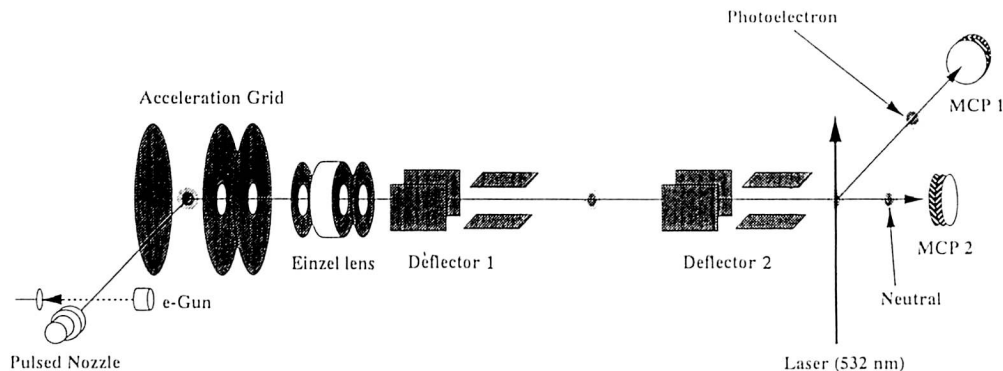 Photoelectron
Acceleration Grid
MCP 1
Einzel lens
Deflector 1
Deflector 2
MCP 2
e-Gun
Neutral
Pulsed Nozzle
Laser (532 nm)